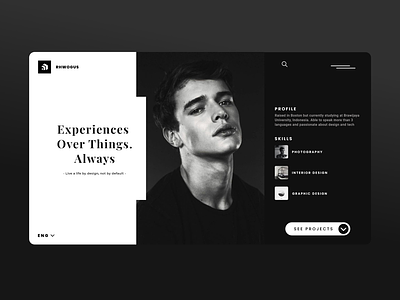 RHWOGUS
Experiences
Over Things.
Always
- Live a life by design, not by default -
ENG
PROFILE
Raised in Boston but currently studying at Brawijaya
University, Indonesia. Able to speak more than 3
languages and passionate about design and tech
SKILLS
PHOTOGRAPHY
INTERIOR DESIGN
GRAPHIC DESIGN
SEE PROJECTS